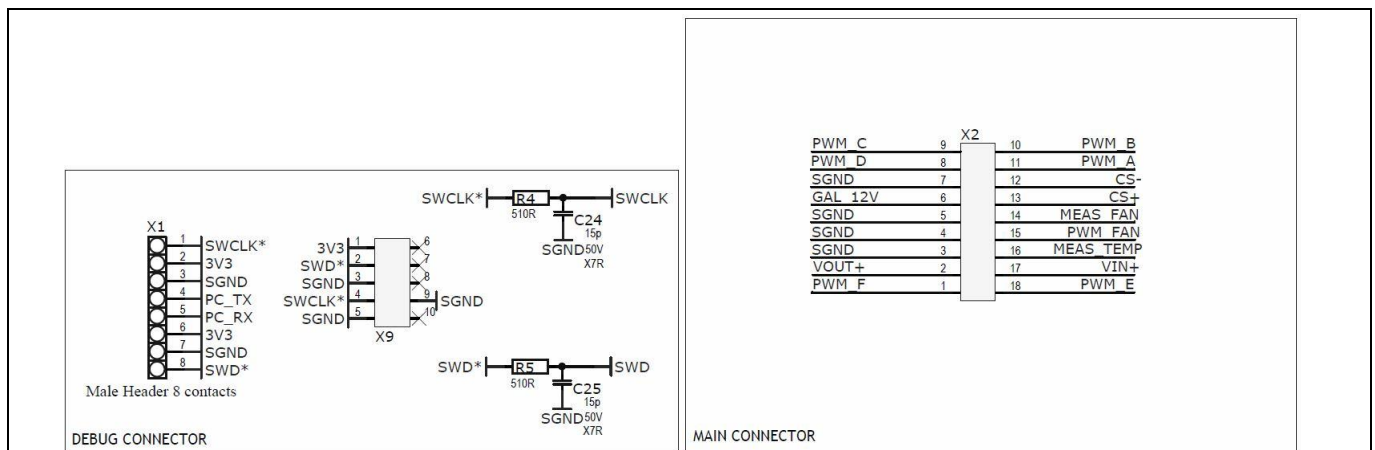 X1
1 SWCLK*
2 3V3
3 SGND
4 PC_TX
5 PC_RX
6 3V3
7 SGND
8 SWD*
Male Header 8 contacts
3V3 1 6
SWD* 2 7
SGND 3 8
SWCLK* 4 9 SGND
SGND 5 10
X9
SWCLK* R4 SWCLK
510R
C24
15p
SGND 50V
X7R
SWD* R5 SWD
510R
C25
15p
SGND 50V
X7R
DEBUG CONNECTOR
X2
PWM_C 9 10 PWM_B
PWM_D 8 11 PWM_A
SGND 7 12 CS-
GAL_12V 6 13 CS+
SGND 5 14 MEAS_FAN
SGND 4 15 PWM_FAN
SGND 3 16 MEAS_TEMP
VOUT+ 2 17 VIN+
PWM_F 1 18 PWM_E
MAIN CONNECTOR